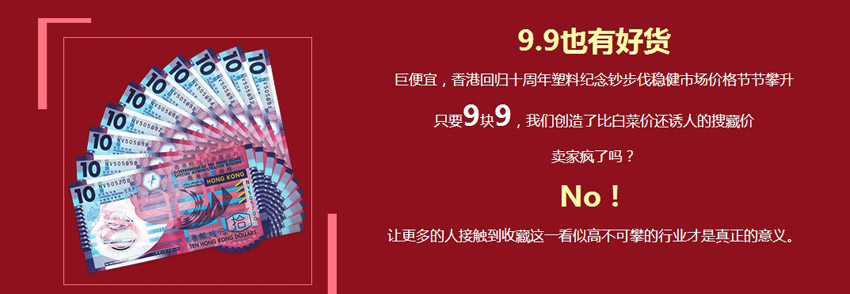 9.9也有好货
巨便宜，香港回归十周年塑料纪念钞步伐稳健市场价格节节攀升
只要9块9，我们创造了比白菜价还诱人的搜藏价
卖家疯了吗？
No！
让更多的人接触到收藏这一看似高不可攀的行业才是真正的意义。
10
10
10
10
10
10
10
10
10
10
NV505700
HONG KONG
拾
港幣拾元
TEN HONG KONG DOLLARS